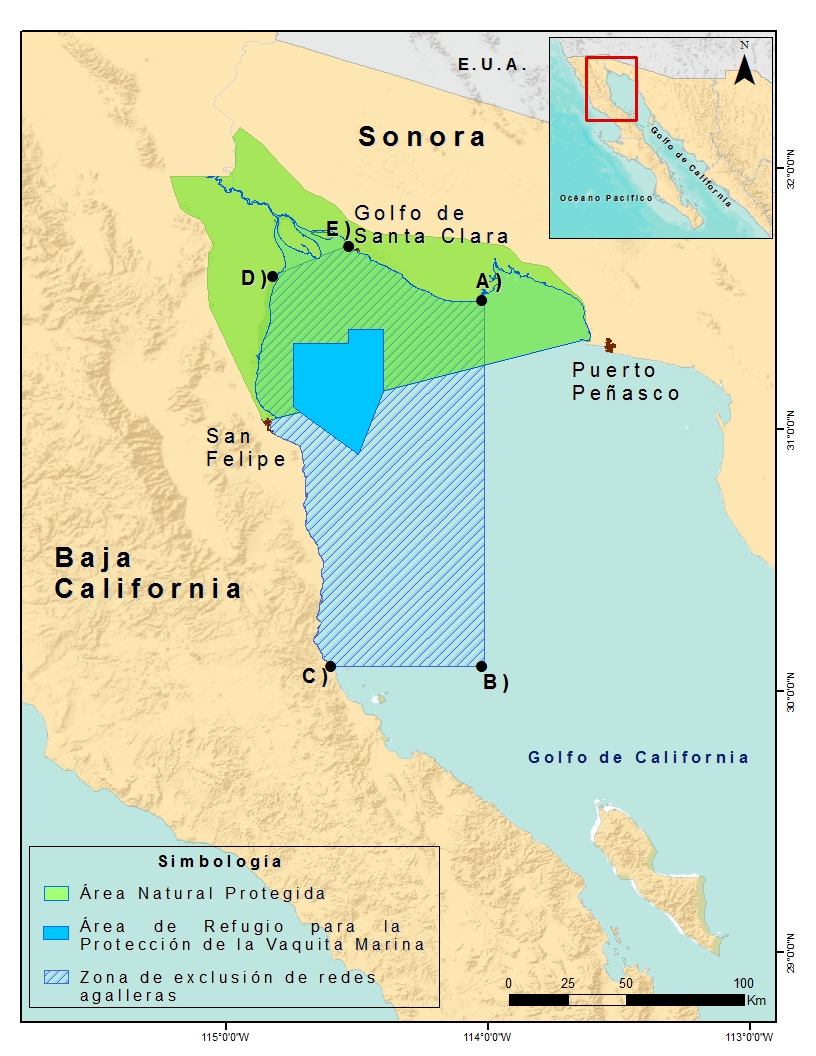 E.U.A.
N
Sonora
Golfo de California
Océano Pacífico
32°0'0"N
E)
Golfo de
Santa Clara
D)
A)
Puerto
Peñasco
31°0'0"N
San
Felipe
Baja
California
C)
B)
30°0'0"N
Golfo de California
Simbología
Área Natural Protegida
Área de Refugio para la
Protección de la Vaquita Marina
Zona de exclusión de redes
agalleras
29°0'0"N
0 25 50 100
Km
115°0'0"W 114°0'0"W 113°0'0"W